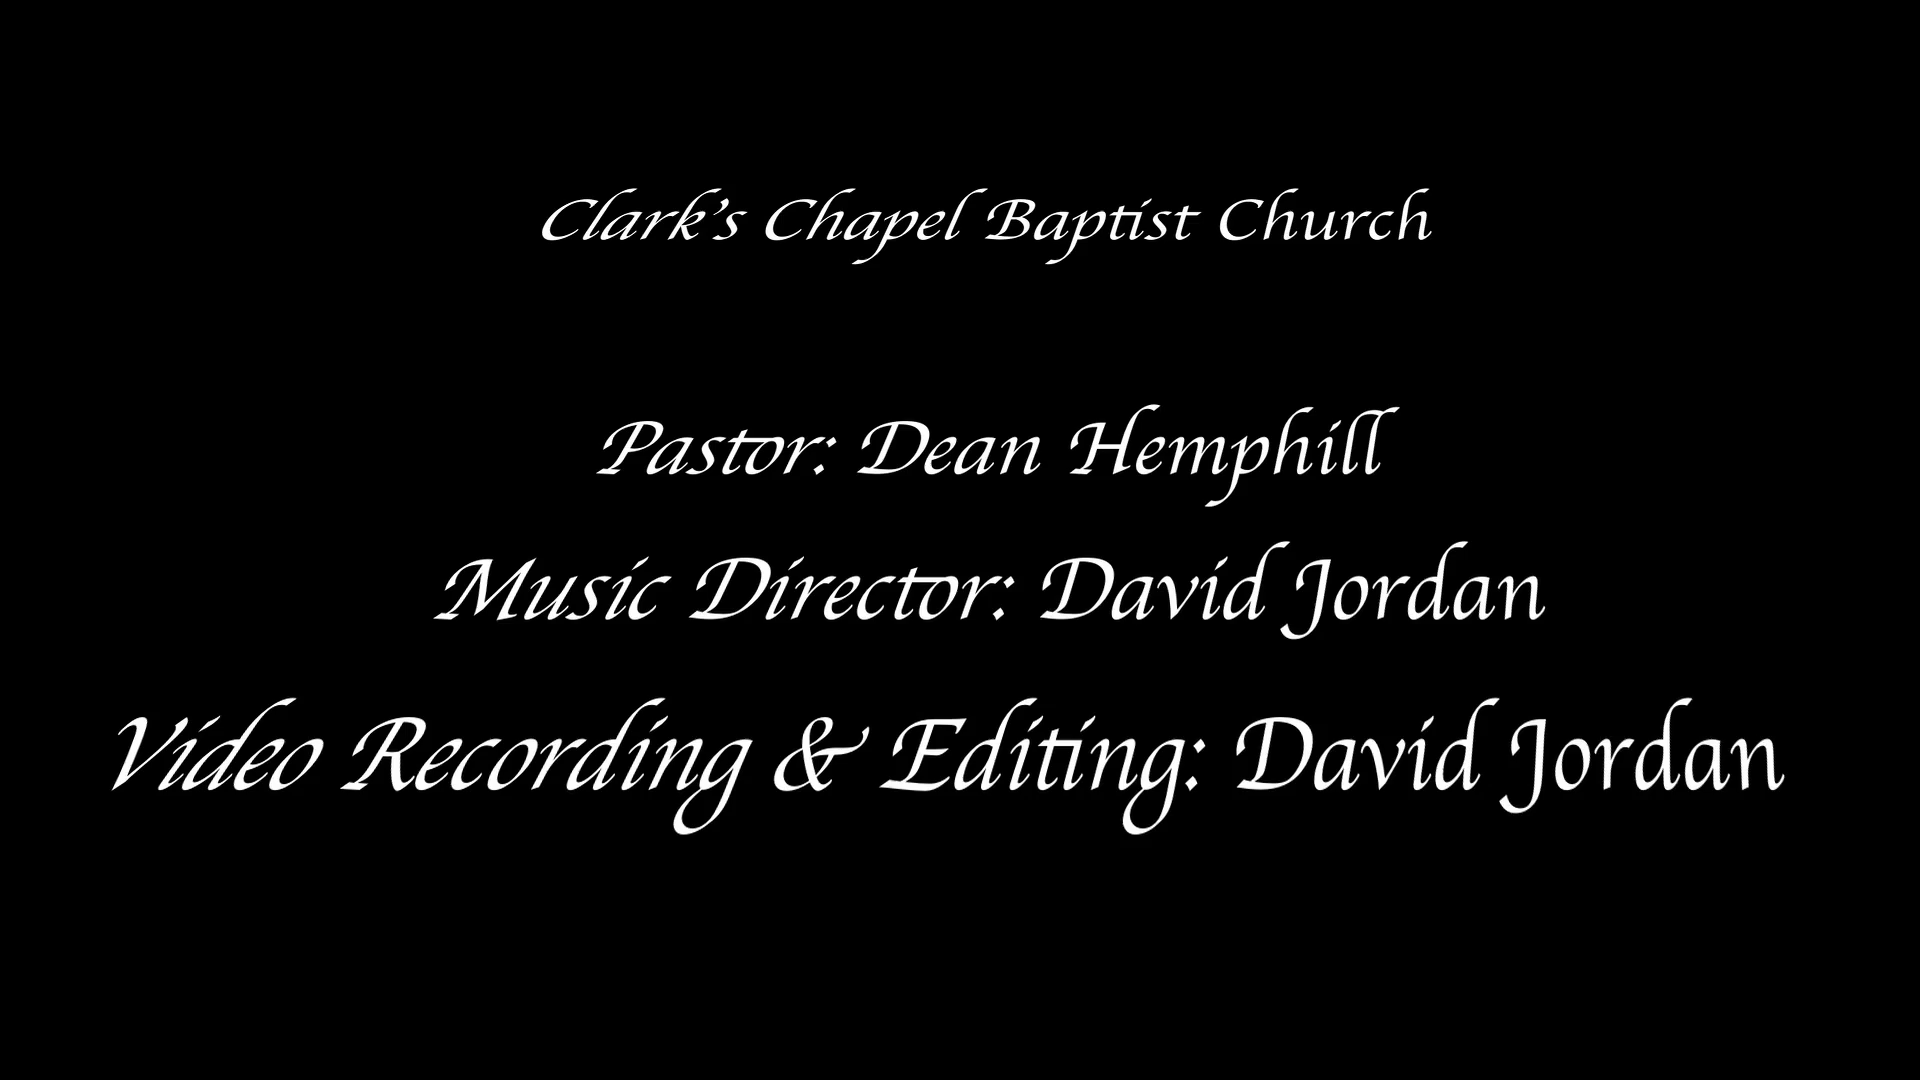 Clark's Chapel Baptist Church
Pastor: Dean Hemphill
Music Director: David Jordan
Video Recording & Editing: David Jordan